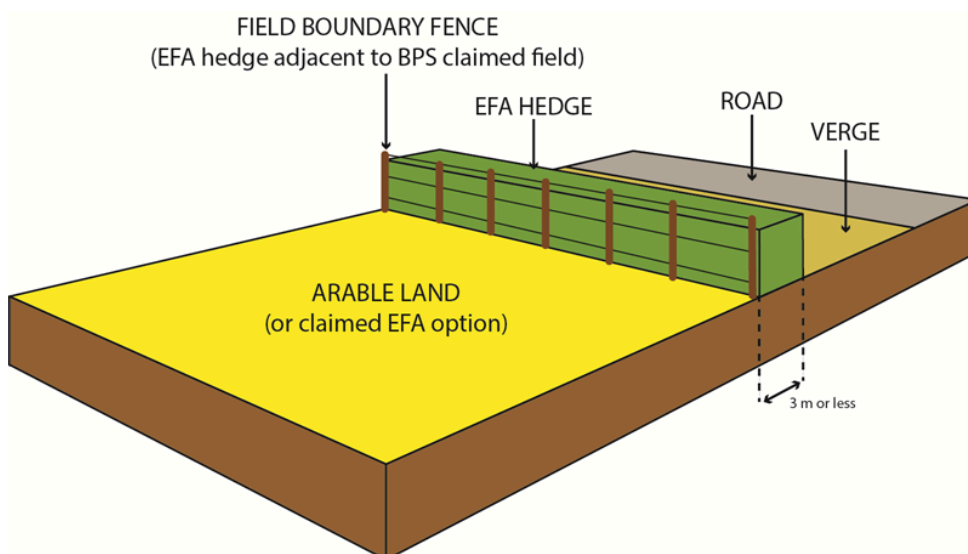 FIELD BOUNDARY FENCE
(EFA hedge adjacent to BPS claimed field)
EFA HEDGE
ROAD
VERGE
ARABLE LAND
(or claimed EFA option)
3 m or less